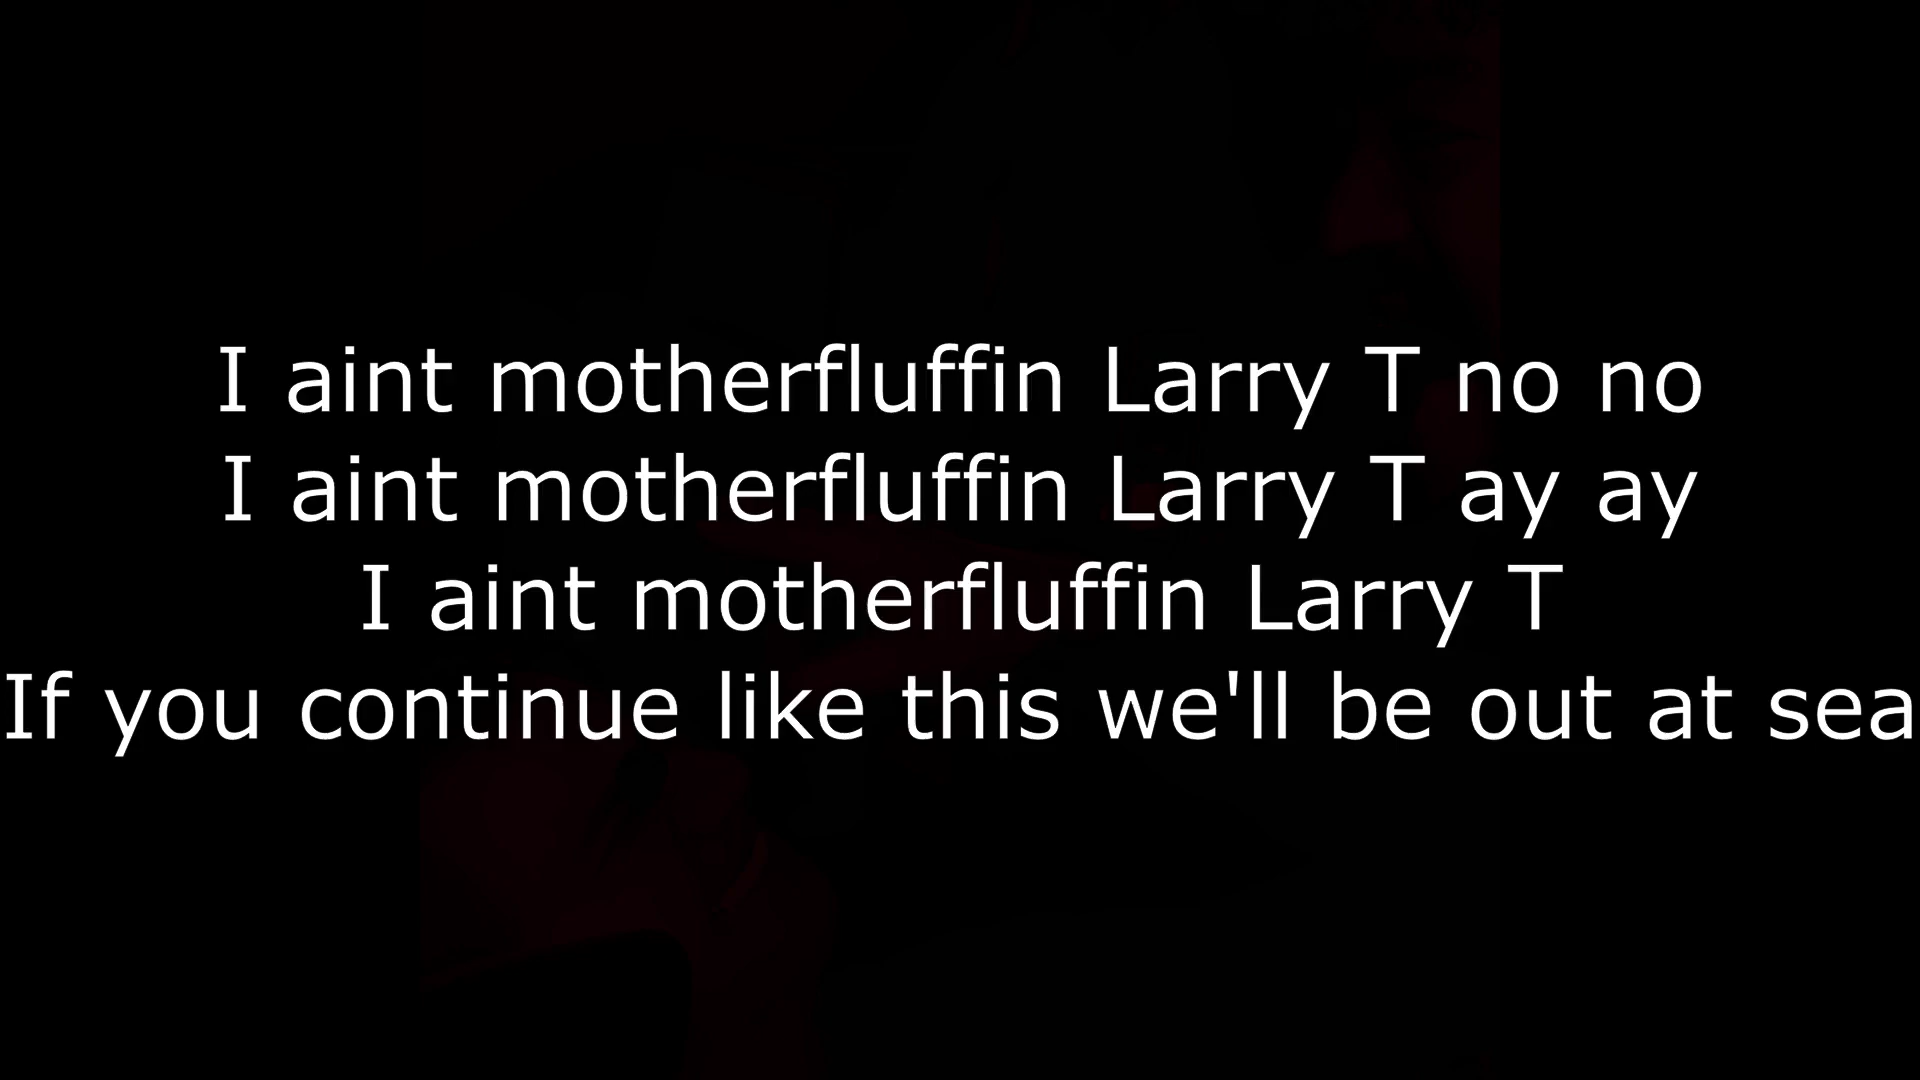 I aint motherfluffin Larry T no no
I aint motherfluffin Larry T ay ay
I aint motherfluffin Larry T
If you continue like this we'll be out at sea